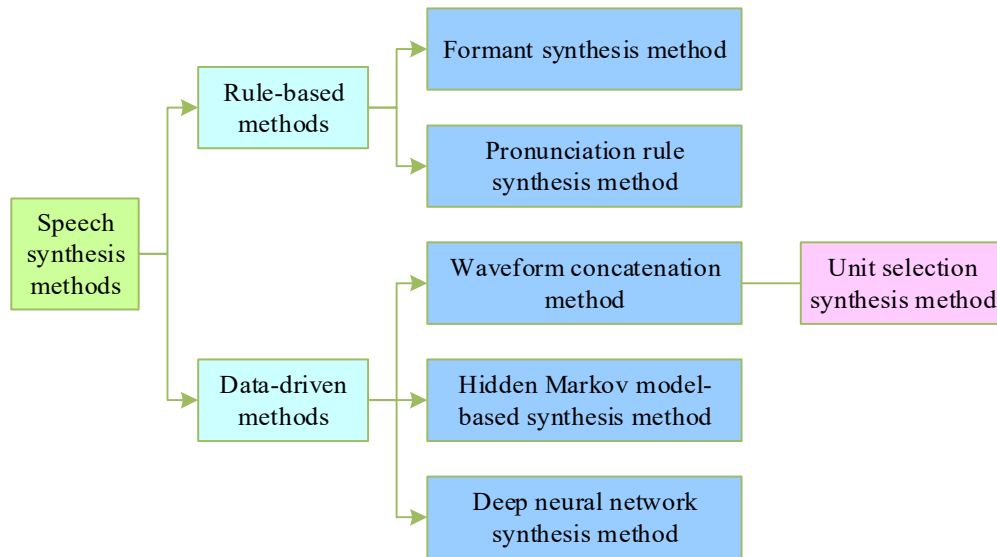 Formant synthesis method
Rule-based
methods
Pronunciation rule
synthesis method
Speech
synthesis
methods
Waveform concatenation
method
Unit selection
synthesis method
Data-driven
methods
Hidden Markov model-
based synthesis method
Deep neural network
synthesis method